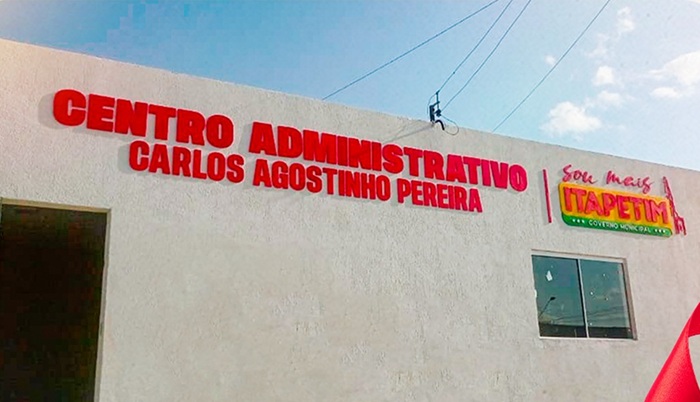 CENTRO ADMINISTRATIVO
CARLOS AGOSTINHO PEREIRA
Sou mais
ITAPETIM
GOVERNO MUNICIPAL